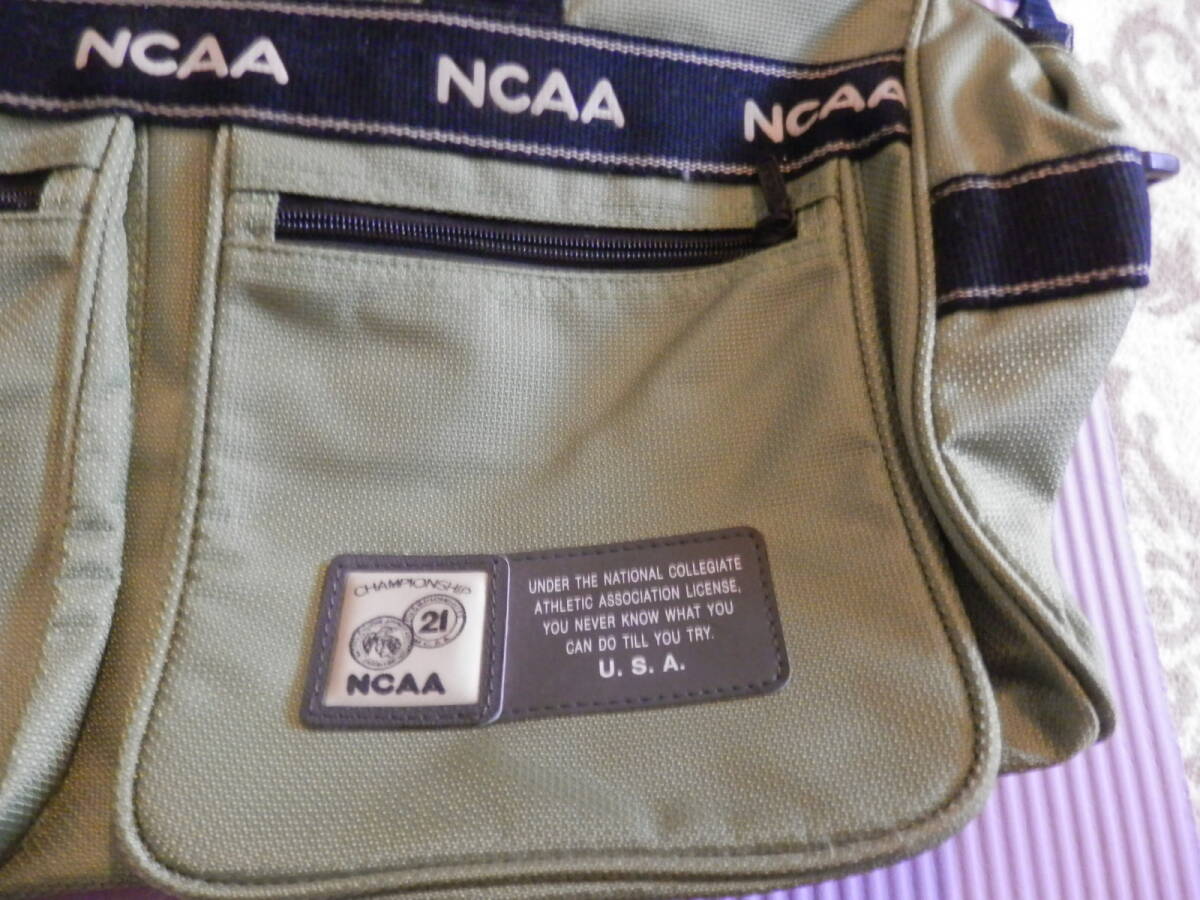 NCAA NCAA NCAA
CHAMPIONSHIP
21
NCAA
UNDER THE NATIONAL COLLEGIATE
ATHLETIC ASSOCIATION LICENSE,
YOU NEVER KNOW WHAT YOU
CAN DO TILL YOU TRY.
U. S. A.